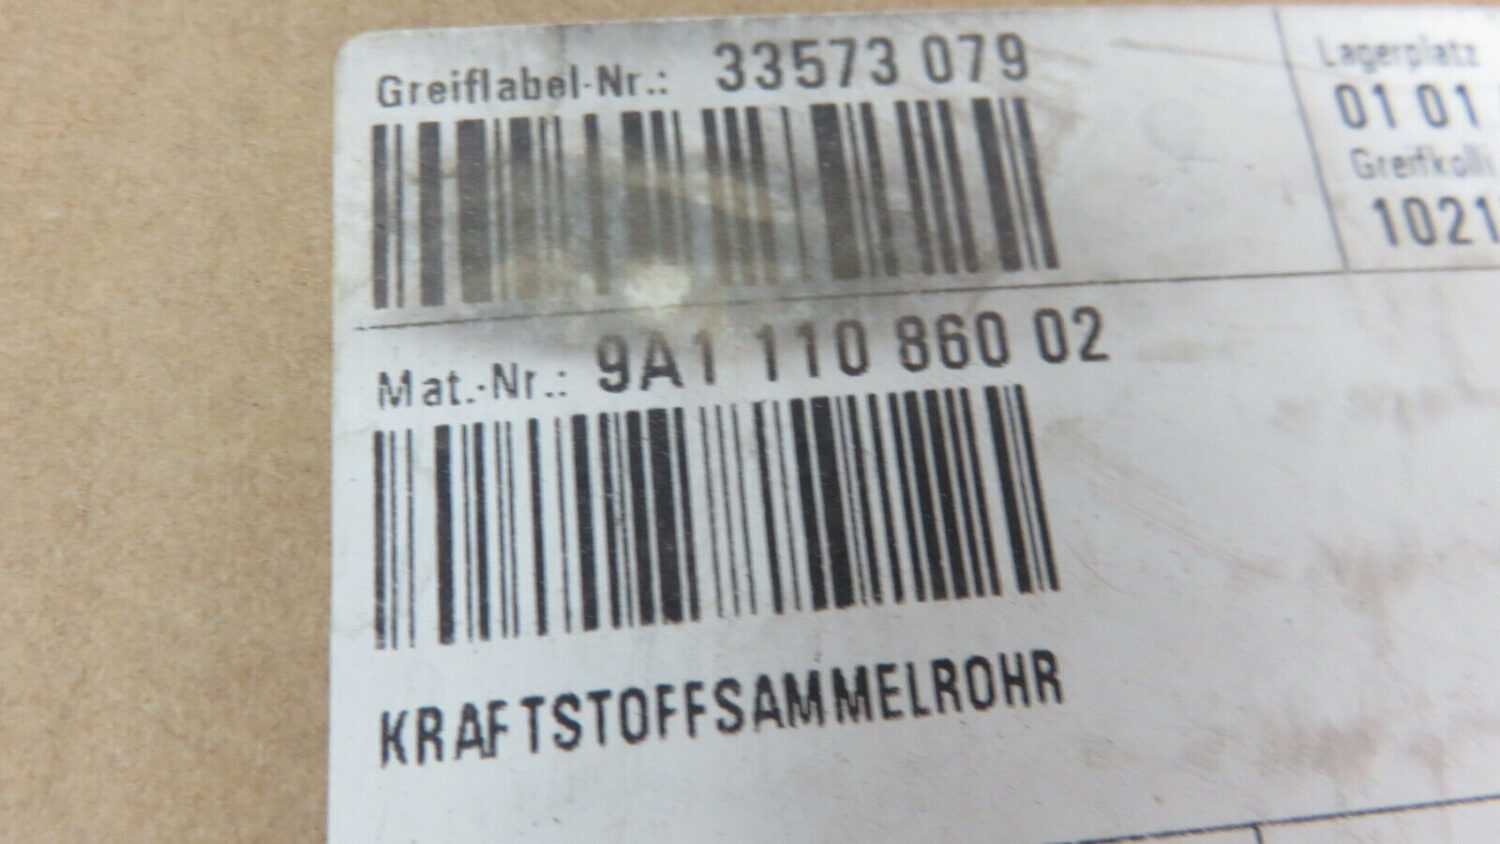 Greiflabel-Nr.: 33573 079
Lagerplatz
01 01
Greifkolli
1021
Mat.-Nr.: 9A1 110 860 02
KRAFTSTOFFSAMMELROHR